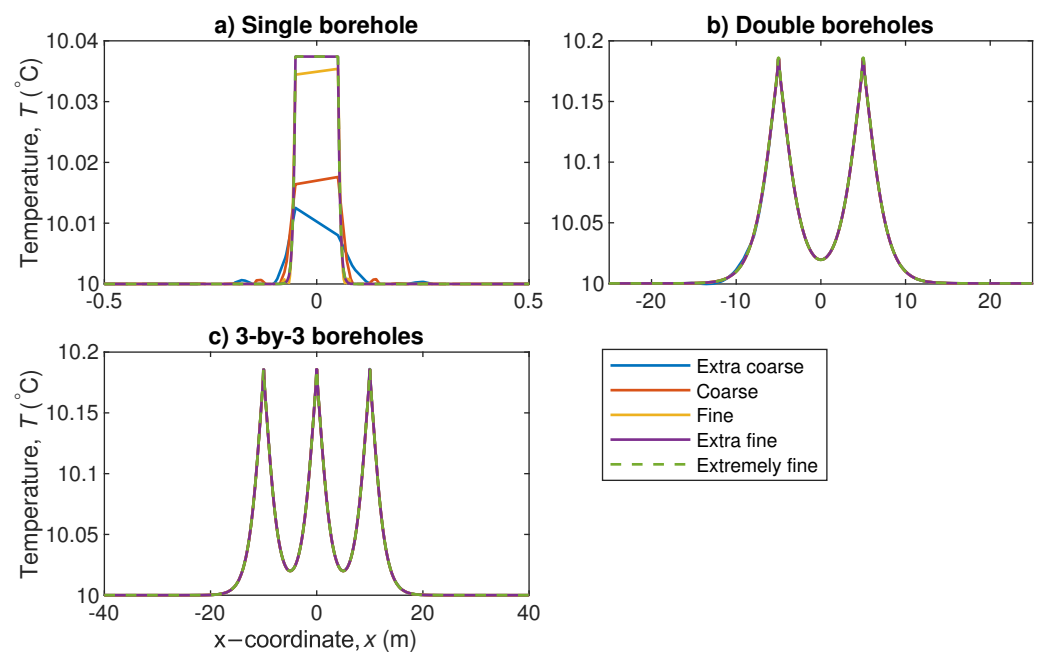 a) Single borehole
10.04
10.03
10.02
10.01
10
Temperature, T (°C)
-0.5
0
0.5
b) Double boreholes
10.2
10.15
10.1
10.05
10
-20
-10
0
10
20
c) 3-by-3 boreholes
10.2
10.15
10.1
10.05
10
Temperature, T (°C)
-40
-20
0
20
40
x−coordinate, x (m)
Extra coarse
Coarse
Fine
Extra fine
Extremely fine